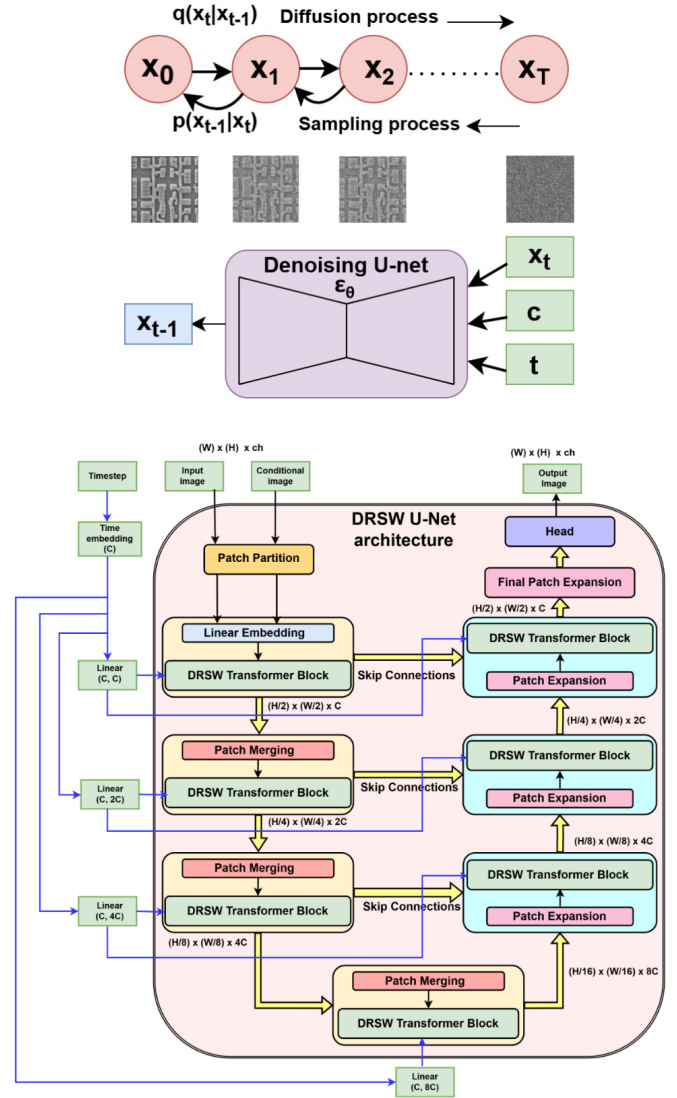 q(xₜ|xₜ₋₁) Diffusion process
x₀ x₁ x₂ ........ x_T
p(xₜ₋₁|xₜ) Sampling process
Denoising U-net
ε_θ
xₜ
xₜ₋₁
c
t
(W) x (H) x ch
(W) x (H) x ch
Timestep
Input
image
Conditional
image
Output
Image
Time
embedding
(C)
DRSW U-Net
architecture
Head
Patch Partition
Final Patch Expansion
(H/2) x (W/2) x C
Linear Embedding
DRSW Transformer Block
Linear
(C, C)
DRSW Transformer Block
Skip Connections
Patch Expansion
(H/2) x (W/2) x C
(H/4) x (W/4) x 2C
Patch Merging
DRSW Transformer Block
Linear
(C, 2C)
DRSW Transformer Block
Skip Connections
Patch Expansion
(H/4) x (W/4) x 2C
(H/8) x (W/8) x 4C
Patch Merging
DRSW Transformer Block
Linear
(C, 4C)
DRSW Transformer Block
Skip Connections
Patch Expansion
(H/8) x (W/8) x 4C
(H/16) x (W/16) x 8C
Patch Merging
DRSW Transformer Block
Linear
(C, 8C)